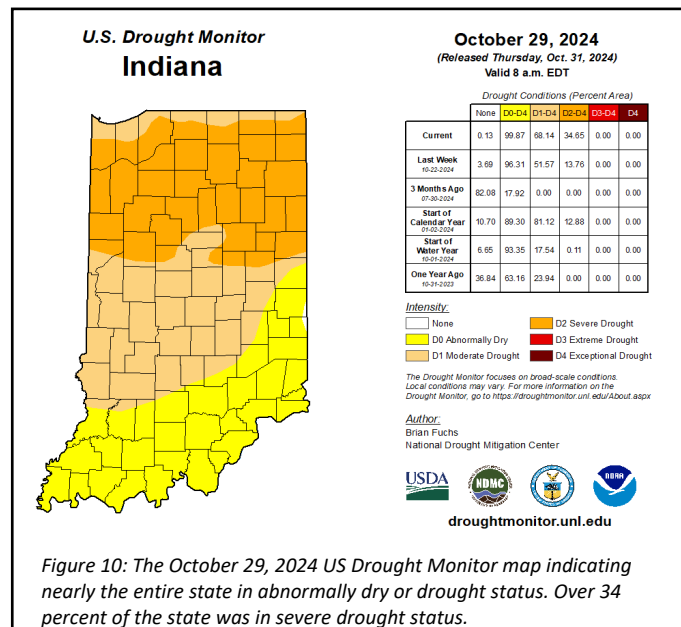 U.S. Drought Monitor
Indiana
October 29, 2024
(Released Thursday, Oct. 31, 2024)
Valid 8 a.m. EDT
Drought Conditions (Percent Area)
None D0-D4 D1-D4 D2-D4 D3-D4 D4
Current 0.13 99.87 68.14 34.65 0.00 0.00
Last Week 10-22-2024 3.69 96.31 51.57 13.76 0.00 0.00
3 Months Ago 07-30-2024 82.08 17.92 0.00 0.00 0.00 0.00
Start of Calendar Year 01-02-2024 10.70 89.30 81.12 12.88 0.00 0.00
Start of Water Year 10-01-2024 6.65 93.35 17.54 0.11 0.00 0.00
One Year Ago 10-31-2023 36.84 63.16 23.94 0.00 0.00 0.00
Intensity:
None
D0 Abnormally Dry
D1 Moderate Drought
D2 Severe Drought
D3 Extreme Drought
D4 Exceptional Drought
The Drought Monitor focuses on broad-scale conditions.
Local conditions may vary. For more information on the
Drought Monitor, go to https://droughtmonitor.unl.edu/About.aspx
Author:
Brian Fuchs
National Drought Mitigation Center
USDA
NDMC
NOAA
droughtmonitor.unl.edu
Figure 10: The October 29, 2024 US Drought Monitor map indicating
nearly the entire state in abnormally dry or drought status. Over 34
percent of the state was in severe drought status.